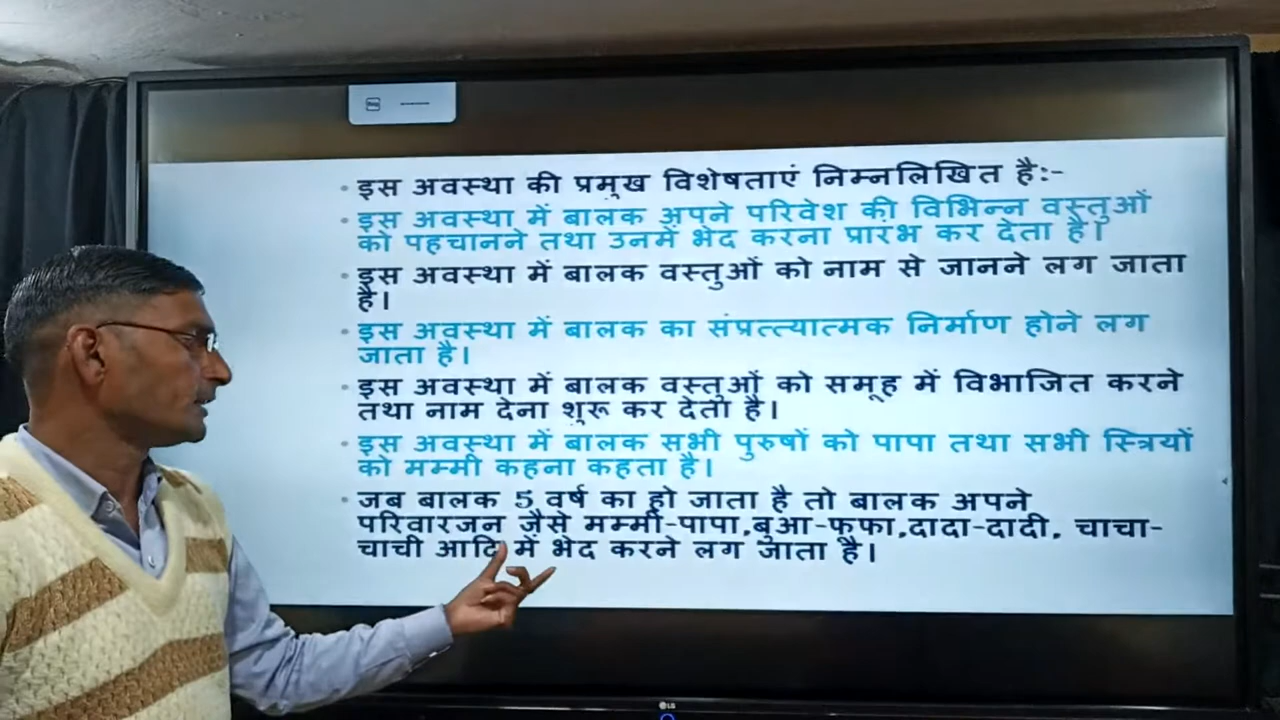 इस अवस्था की प्रमुख विशेषताएं निम्नलिखित है:-
इस अवस्था में बालक अपने परिवेश की विभिन्न वस्तुओं
को पहचानने तथा उनमें भेद करना प्रारंभ कर देता है।
इस अवस्था में बालक वस्तुओं को नाम से जानने लग जाता
है।
इस अवस्था में बालक का संप्रत्त्यात्मक निर्माण होने लग
जाता है।
इस अवस्था में बालक वस्तुओं को समूह में विभाजित करने
तथा नाम देना शुरू कर देता है।
इस अवस्था में बालक सभी पुरुषों को पापा तथा सभी स्त्रियों
को मम्मी कहना कहता है।
जब बालक 5 वर्ष का हो जाता है तो बालक अपने
परिवारजन जैसे मम्मी-पापा,बुआ-फूफा,दादा-दादी, चाचा-
चाची आदि में भेद करने लग जाता है।
LG